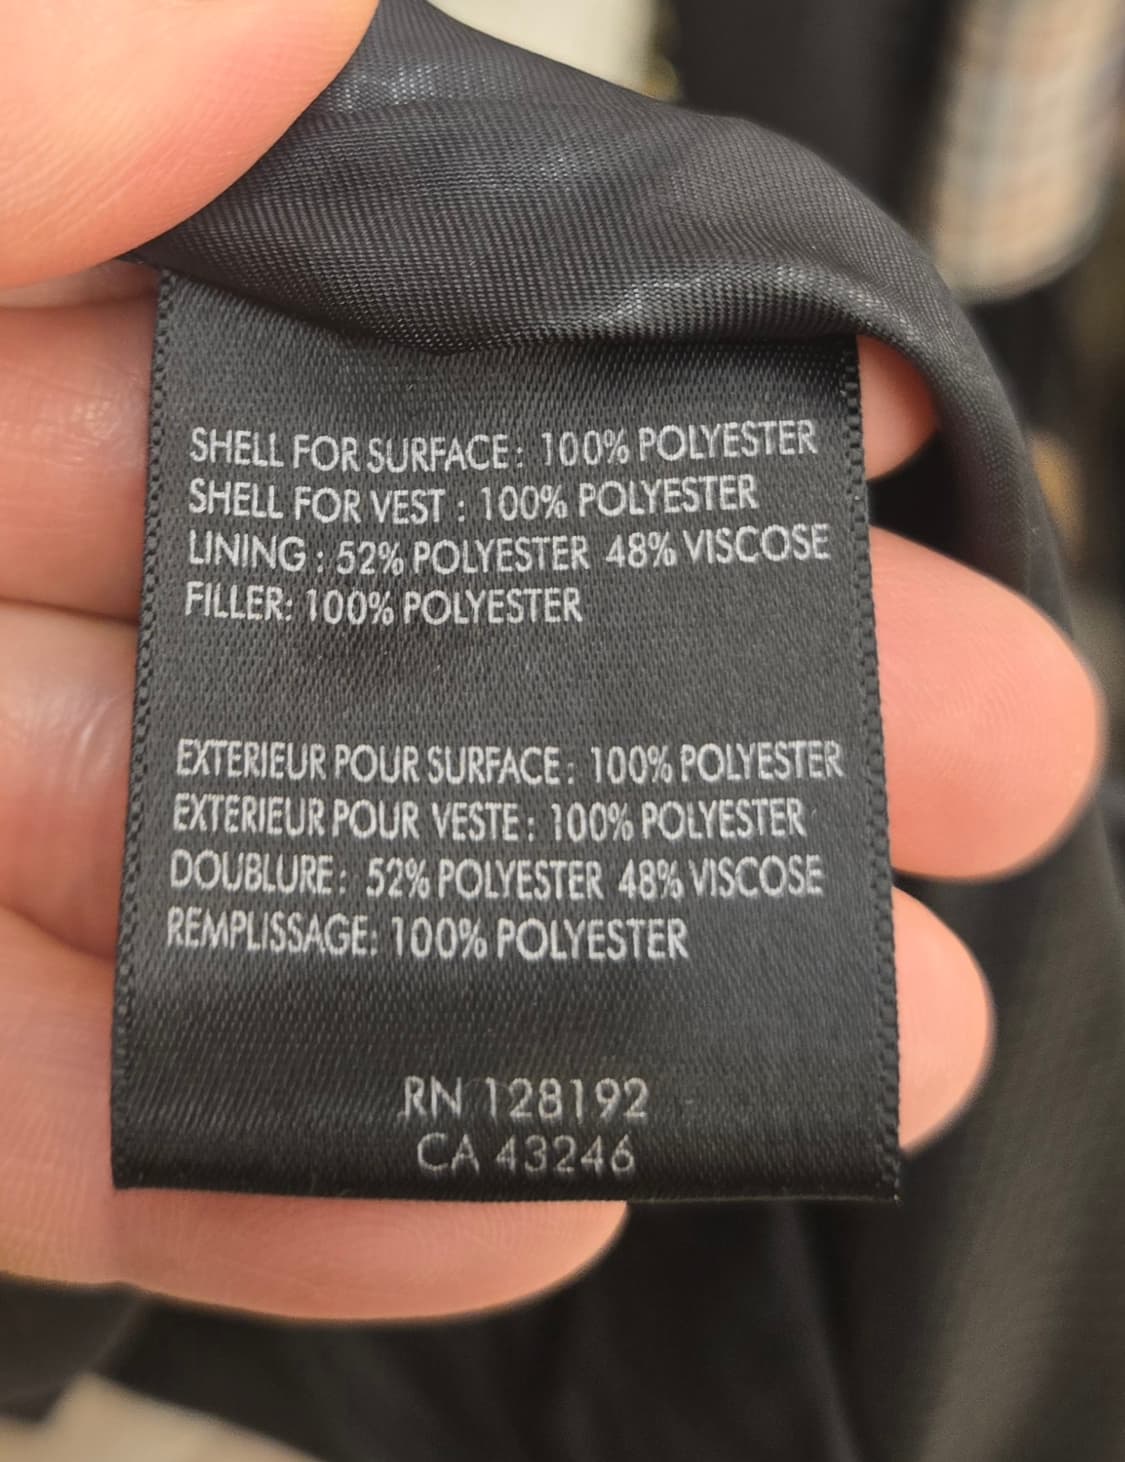 SHELL FOR SURFACE: 100% POLYESTER
SHELL FOR VEST : 100% POLYESTER
LINING : 52% POLYESTER 48% VISCOSE
FILLER: 100% POLYESTER
EXTERIEUR POUR SURFACE: 100% POLYESTER
EXTERIEUR POUR VESTE: 100% POLYESTER
DOUBLURE: 52% POLYESTER 48% VISCOSE
REMPLISSAGE: 100% POLYESTER
RN 128192
CA 43246